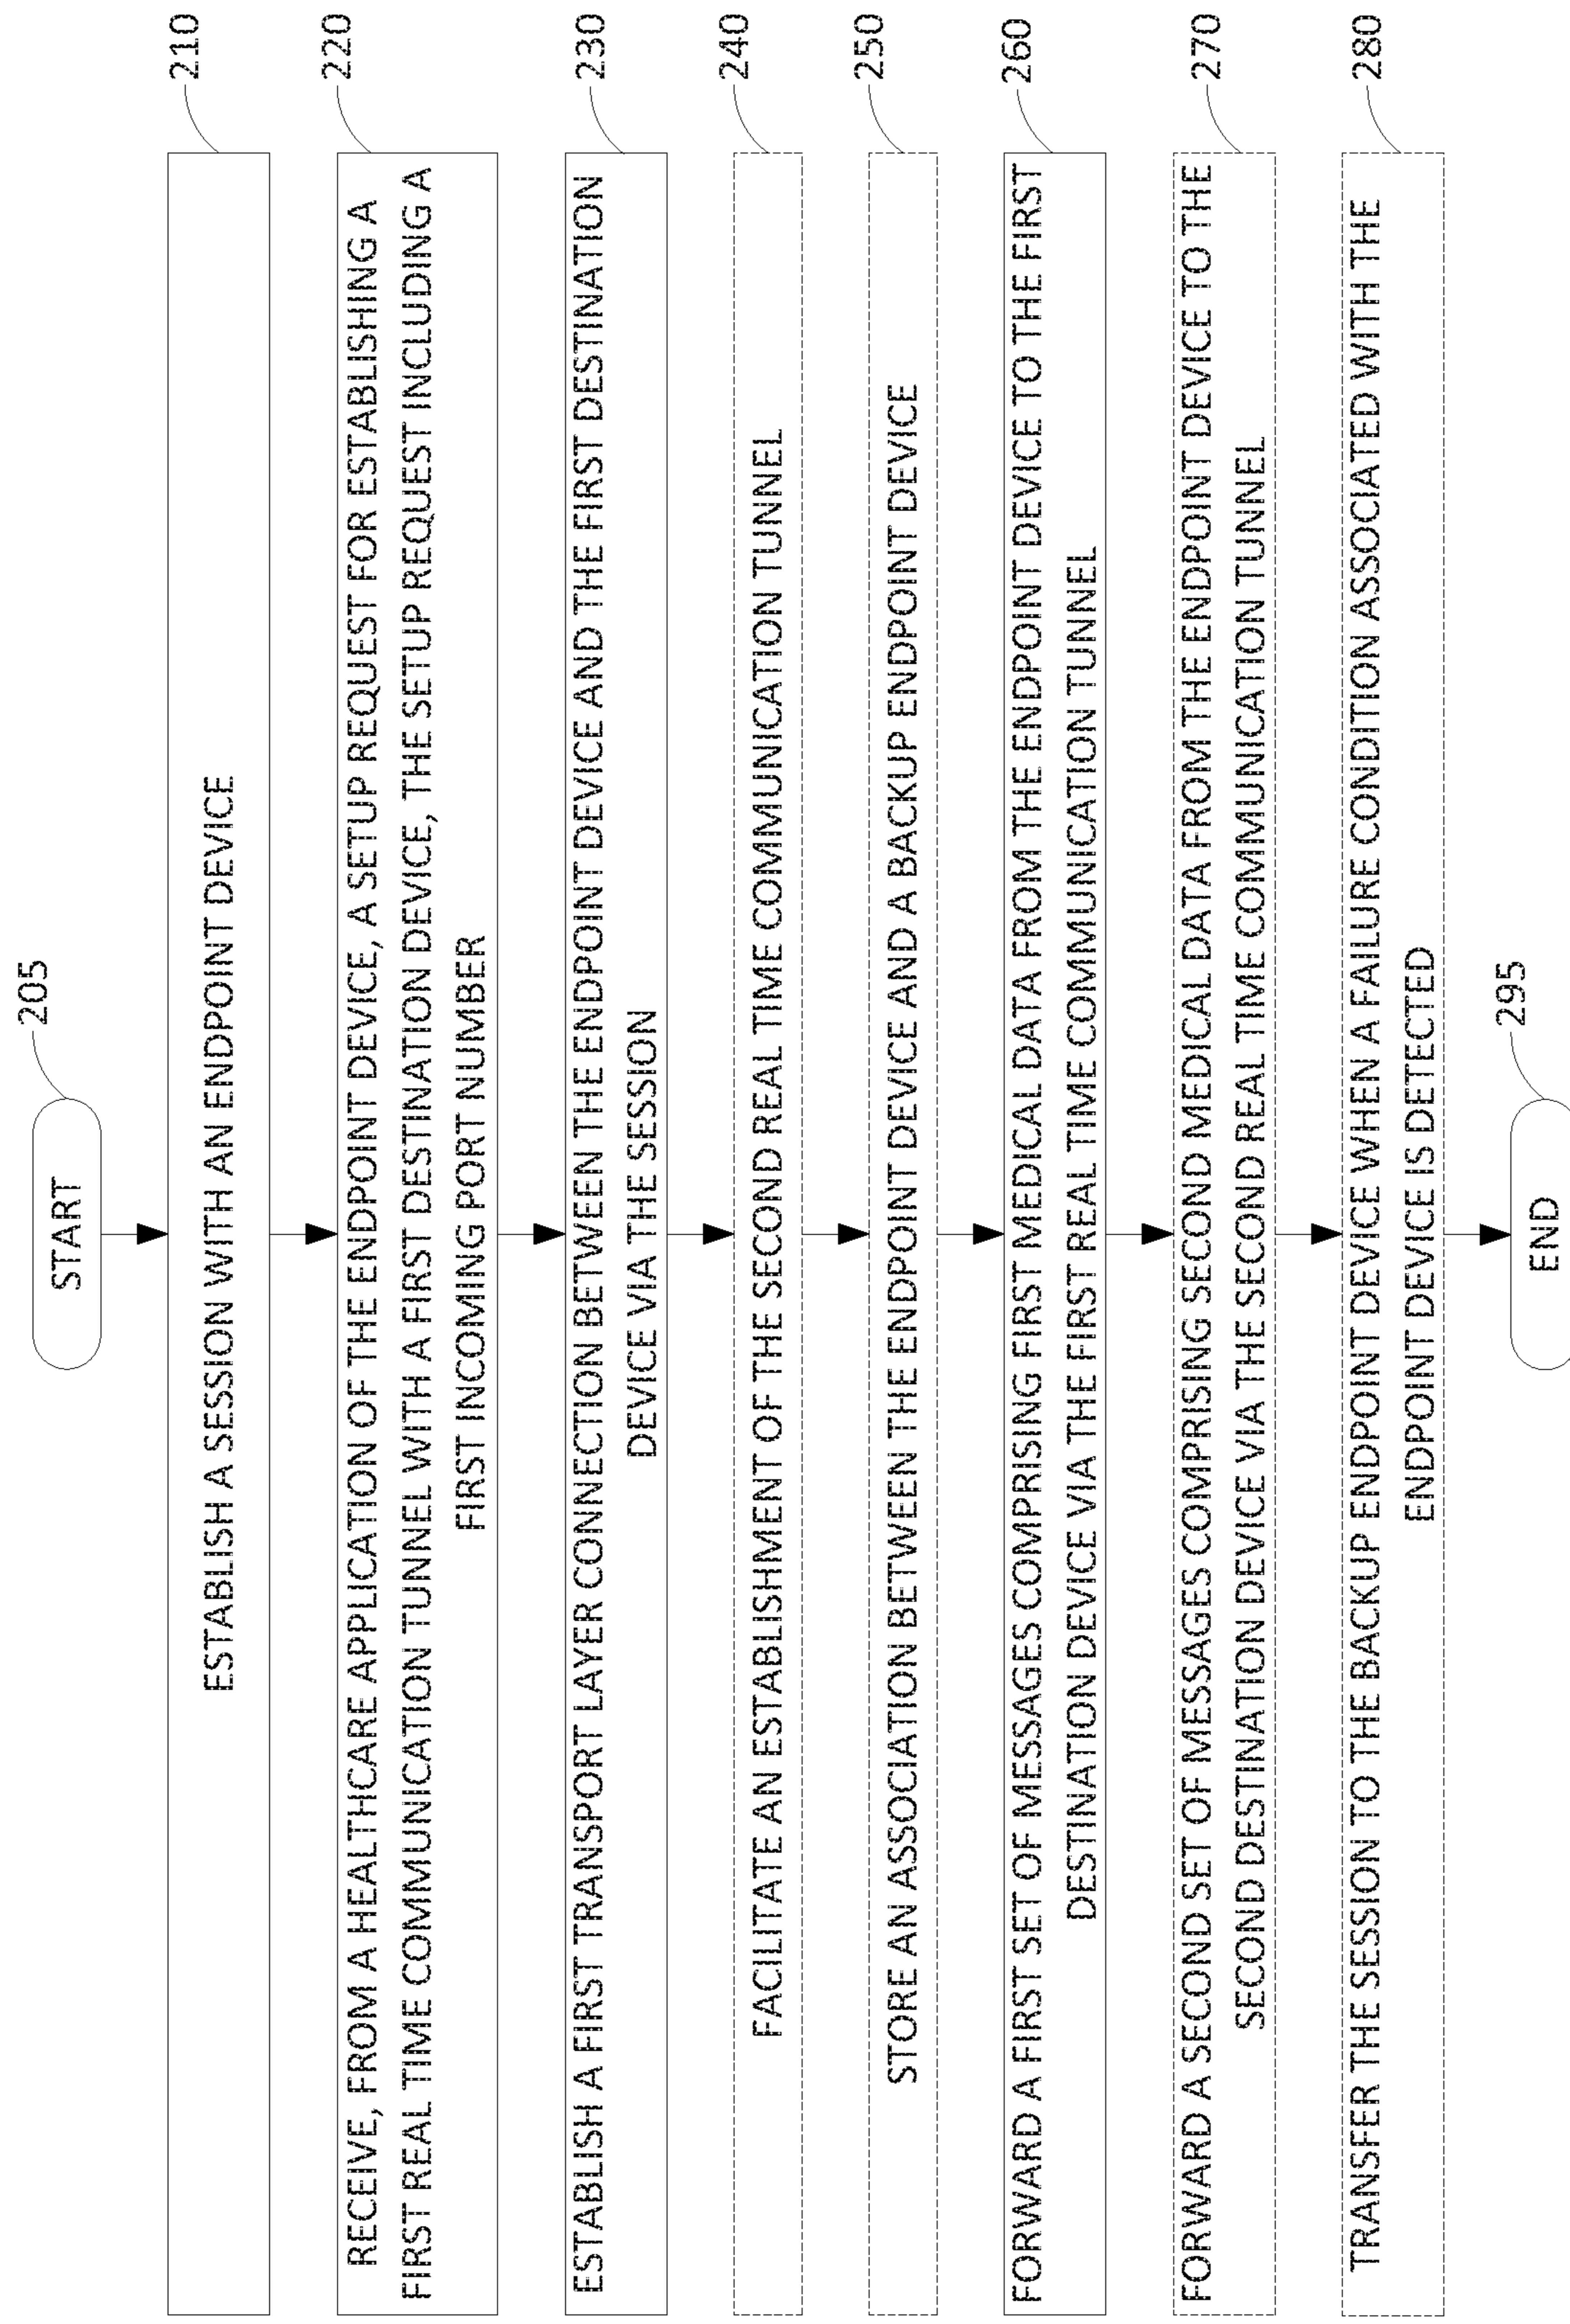 205
START
210
ESTABLISH A SESSION WITH AN ENDPOINT DEVICE
220
RECEIVE, FROM A HEALTHCARE APPLICATION OF THE ENDPOINT DEVICE, A SETUP REQUEST FOR ESTABLISHING A
FIRST REAL TIME COMMUNICATION TUNNEL WITH A FIRST DESTINATION DEVICE, THE SETUP REQUEST INCLUDING A
FIRST INCOMING PORT NUMBER
230
ESTABLISH A FIRST TRANSPORT LAYER CONNECTION BETWEEN THE ENDPOINT DEVICE AND THE FIRST DESTINATION
DEVICE VIA THE SESSION
240
FACILITATE AN ESTABLISHMENT OF THE SECOND REAL TIME COMMUNICATION TUNNEL
250
STORE AN ASSOCIATION BETWEEN THE ENDPOINT DEVICE AND A BACKUP ENDPOINT DEVICE
260
FORWARD A FIRST SET OF MESSAGES COMPRISING FIRST MEDICAL DATA FROM THE ENDPOINT DEVICE TO THE FIRST
DESTINATION DEVICE VIA THE FIRST REAL TIME COMMUNICATION TUNNEL
270
FORWARD A SECOND SET OF MESSAGES COMPRISING SECOND MEDICAL DATA FROM THE ENDPOINT DEVICE TO THE
SECOND DESTINATION DEVICE VIA THE SECOND REAL TIME COMMUNICATION TUNNEL
280
TRANSFER THE SESSION TO THE BACKUP ENDPOINT DEVICE WHEN A FAILURE CONDITION ASSOCIATED WITH THE
ENDPOINT DEVICE IS DETECTED
295
END